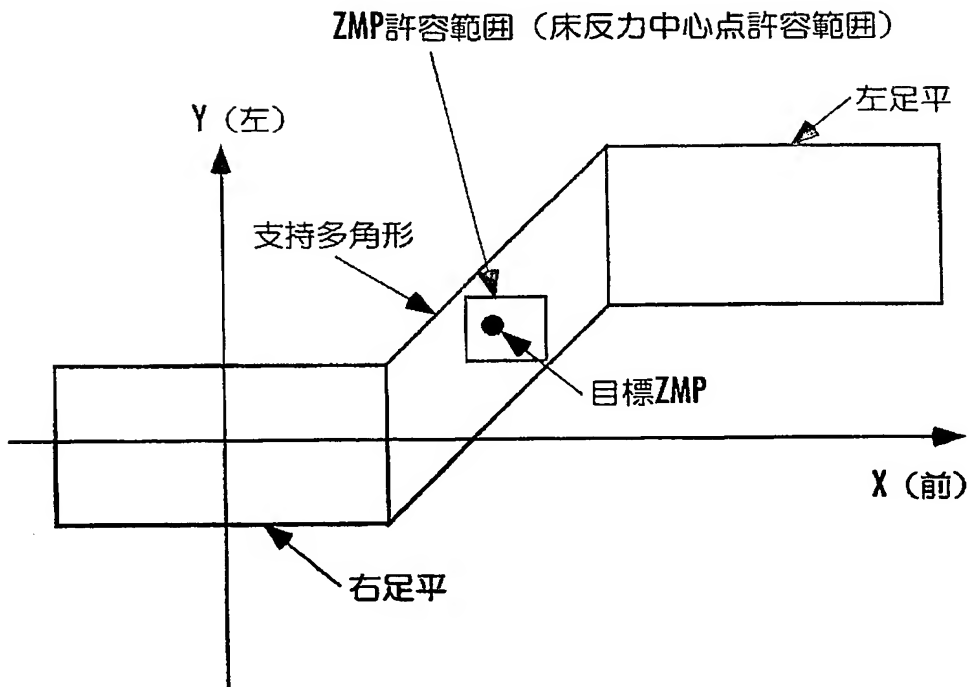 ZMP許容範囲（床反力中心点許容範囲）
左足平
Y（左）
支持多角形
目標ZMP
X（前）
右足平